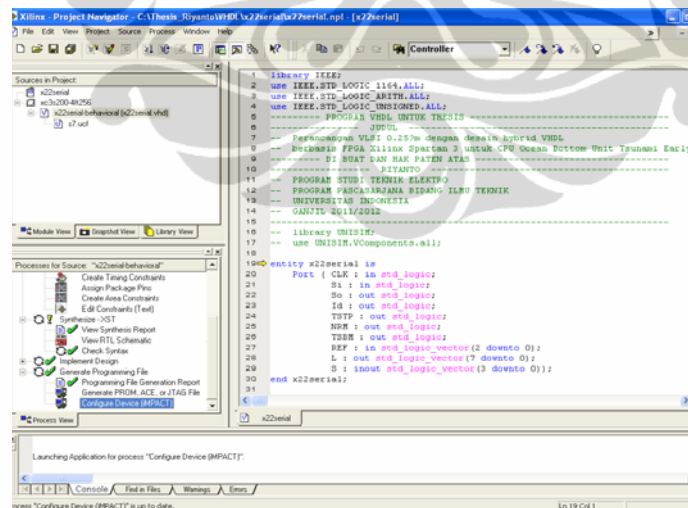 Xilinx - Project Navigator - C:\Thesis_Riyanto\VHDL\x22serial\x22serial.npl - [x22serial]
File Edit View Project Source Process Window Help
Controller
Sources in Project:
x22serial
xc3s200-4ft256
x22serial-behavioral (x22serial.vhd)
s7.ucf
Module View Snapshot View Library View
Processes for Source: "x22serial-behavioral"
Create Timing Constraints
Assign Package Pins
Create Area Constraints
Edit Constraints (Text)
Synthesize - XST
View Synthesis Report
View RTL Schematic
Check Syntax
Implement Design
Generate Programming File
Programming File Generation Report
Generate PROM, ACE, or JTAG File
Configure Device (iMPACT)
Process View
1 library IEEE;
2 use IEEE.STD_LOGIC_1164.ALL;
3 use IEEE.STD_LOGIC_ARITH.ALL;
4 use IEEE.STD_LOGIC_UNSIGNED.ALL;
5 ---------- PROGRAM VHDL UNTUK THESIS ----------
6 ---------- JUDUL ----------
7 -- Perancangan VLSI 0.25?m dengan desain hybrid VHDL
8 -- berbasis FPGA Xilinx Spartan 3 untuk CPU Ocean Bottom Unit Tsunami Early
9 ---------- DI BUAT DAN HAK PATEN ATAS ----------
10 ---------- RIYANTO ----------
11 -- PROGRAM STUDI TEKNIK ELEKTRO
12 -- PROGRAM PASCASARJANA BIDANG ILMU TEKNIK
13 -- UNIVERSITAS INDONESIA
14 -- GANJIL 2011/2012
15 ----------
16 -- library UNISIM;
17 -- use UNISIM.VComponents.all;
18
19 entity x22serial is
20 Port ( CLK : in std_logic;
21 Si : in std_logic;
22 So : out std_logic;
23 Id : out std_logic;
24 TSTP : out std_logic;
25 NRM : out std_logic;
26 TSBM : out std_logic;
27 REF : in std_logic_vector(2 downto 0);
28 L : out std_logic_vector(7 downto 0);
29 S : inout std_logic_vector(3 downto 0));
30 end x22serial;
31
x22serial
Launching Application for process "Configure Device (iMPACT)".
Console Find in Files Warnings Errors
Process "Configure Device (iMPACT)" is up to date.
Ln 19 Col 1